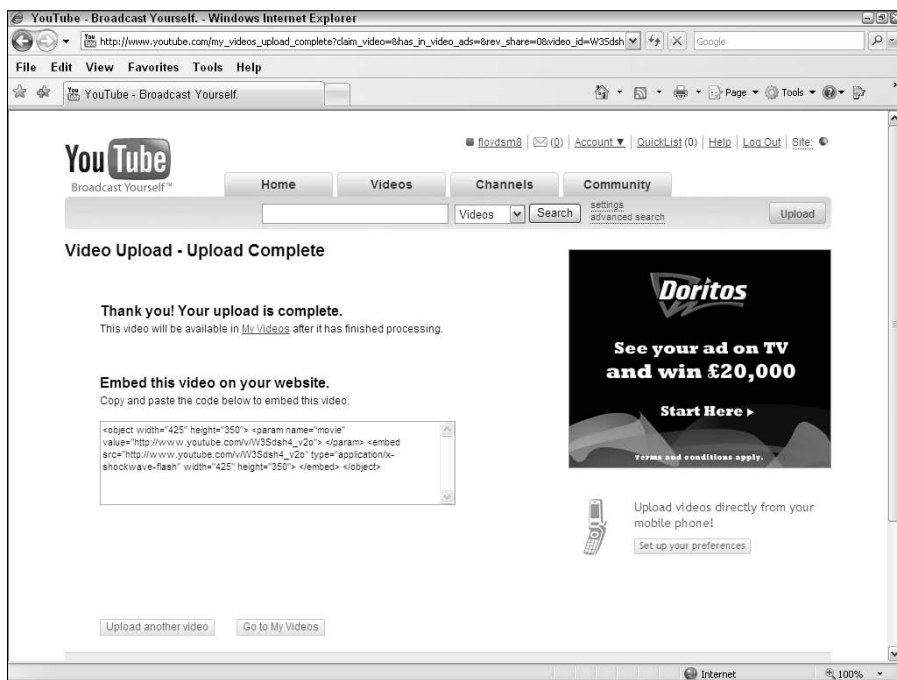 YouTube - Broadcast Yourself. - Windows Internet Explorer
http://www.youtube.com/my_videos_upload_complete?claim_video=&has_in_video_ads=&rev_share=0&video_id=W3Sdsh
Google
File Edit View Favorites Tools Help
YouTube - Broadcast Yourself.
Page Tools
floydsm8 (0) Account ▼ QuickList (0) Help Log Out Site:
You Tube
Broadcast Yourself™
Home Videos Channels Community
Videos Search settings advanced search Upload
Video Upload - Upload Complete
Thank you! Your upload is complete.
This video will be available in My Videos after it has finished processing.
Embed this video on your website.
Copy and paste the code below to embed this video.
<object width="425" height="350"> <param name="movie"
value="http://www.youtube.com/v/W3Sdsh4_v2o"> </param> <embed
src="http://www.youtube.com/v/W3Sdsh4_v2o" type="application/x-
shockwave-flash" width="425" height="350"> </embed> </object>
Doritos
See your ad on TV
and win £20,000
Start Here ▸
Terms and conditions apply.
Upload videos directly from your
mobile phone!
Set up your preferences
Upload another video Go to My Videos
Internet 100%